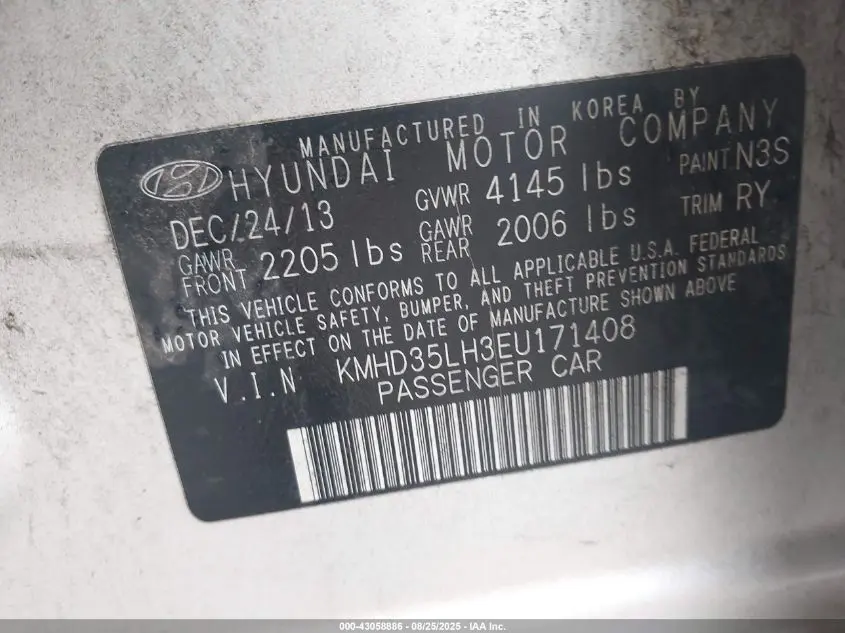 MANUFACTURED IN KOREA BY
HYUNDAI MOTOR COMPANY
DEC/24/13 GVWR 4145 lbs PAINT N3S
GAWR FRONT 2205 lbs GAWR REAR 2006 lbs TRIM RY
THIS VEHICLE CONFORMS TO ALL APPLICABLE U.S.A. FEDERAL
MOTOR VEHICLE SAFETY, BUMPER, AND THEFT PREVENTION STANDARDS
IN EFFECT ON THE DATE OF MANUFACTURE SHOWN ABOVE
V.I.N KMHD35LH3EU171408
PASSENGER CAR
000-43058886 - 08/25/2025 - IAA Inc.